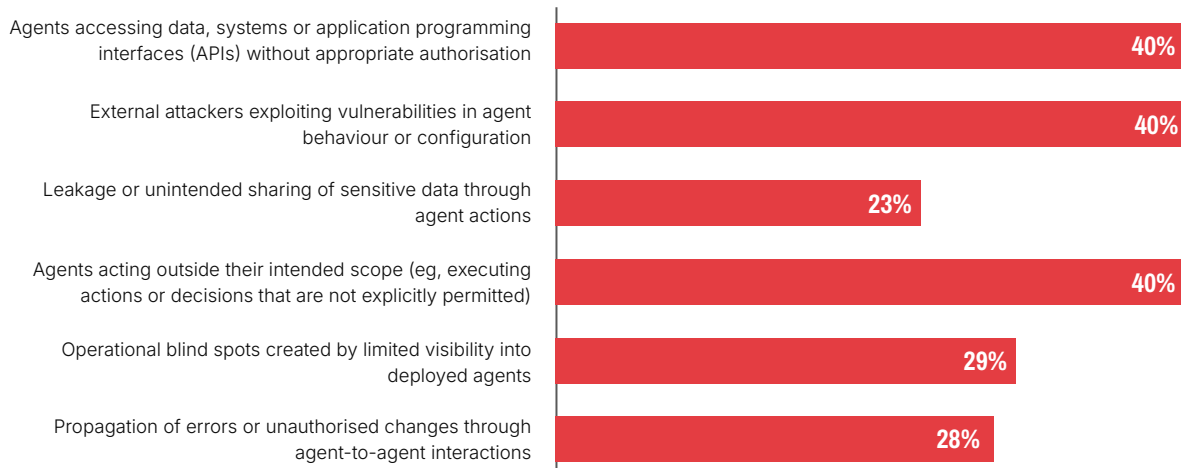 Agents accessing data, systems or application programming
interfaces (APIs) without appropriate authorisation
40%
External attackers exploiting vulnerabilities in agent
behaviour or configuration
40%
Leakage or unintended sharing of sensitive data through
agent actions
23%
Agents acting outside their intended scope (eg, executing
actions or decisions that are not explicitly permitted)
40%
Operational blind spots created by limited visibility into
deployed agents
29%
Propagation of errors or unauthorised changes through
agent-to-agent interactions
28%